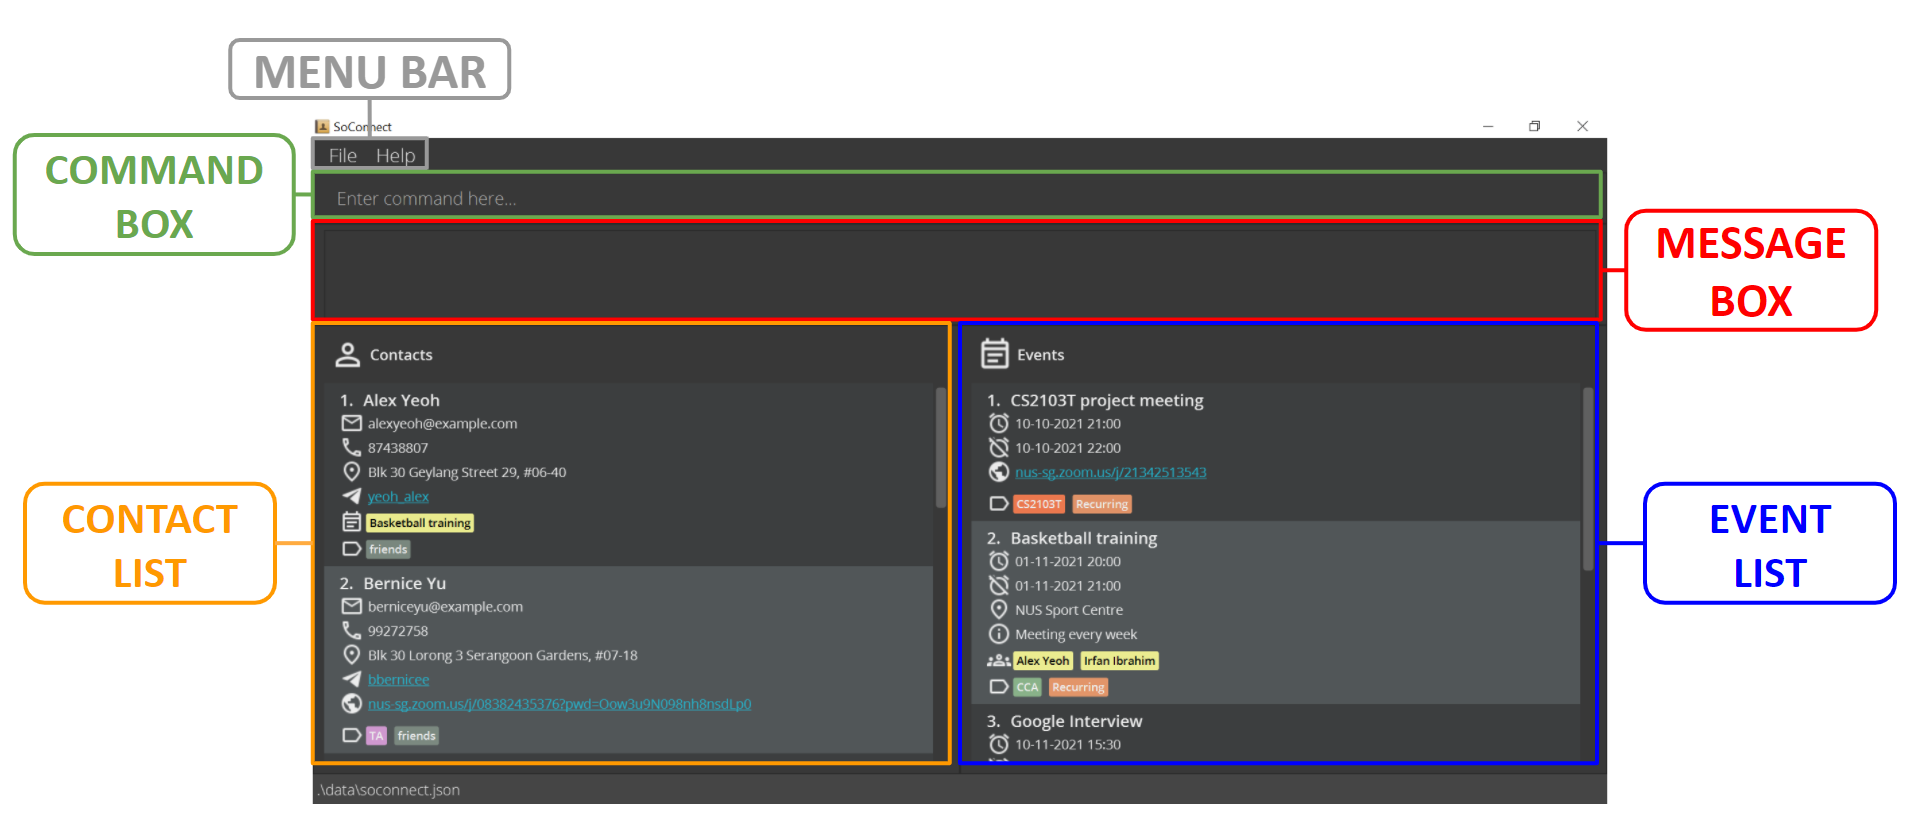 MENU BAR
SoConnect
File Help
COMMAND
BOX
Enter command here...
MESSAGE
BOX
Contacts
1. Alex Yeoh
alexyeoh@example.com
87438807
Blk 30 Geylang Street 29, #06-40
yeoh_alex
Basketball training
friends
2. Bernice Yu
berniceyu@example.com
99272758
Blk 30 Lorong 3 Serangoon Gardens, #07-18
bbernicee
nus-sg.zoom.us/j/08382435376?pwd=Oow3u9N098nh8nsdLp0
TA friends
CONTACT
LIST
Events
1. CS2103T project meeting
10-10-2021 21:00
10-10-2021 22:00
nus-sg.zoom.us/j/21342513543
CS2103T Recurring
2. Basketball training
01-11-2021 20:00
01-11-2021 21:00
NUS Sport Centre
Meeting every week
Alex Yeoh Irfan Ibrahim
CCA Recurring
3. Google Interview
10-11-2021 15:30
EVENT
LIST
.\data\soconnect.json